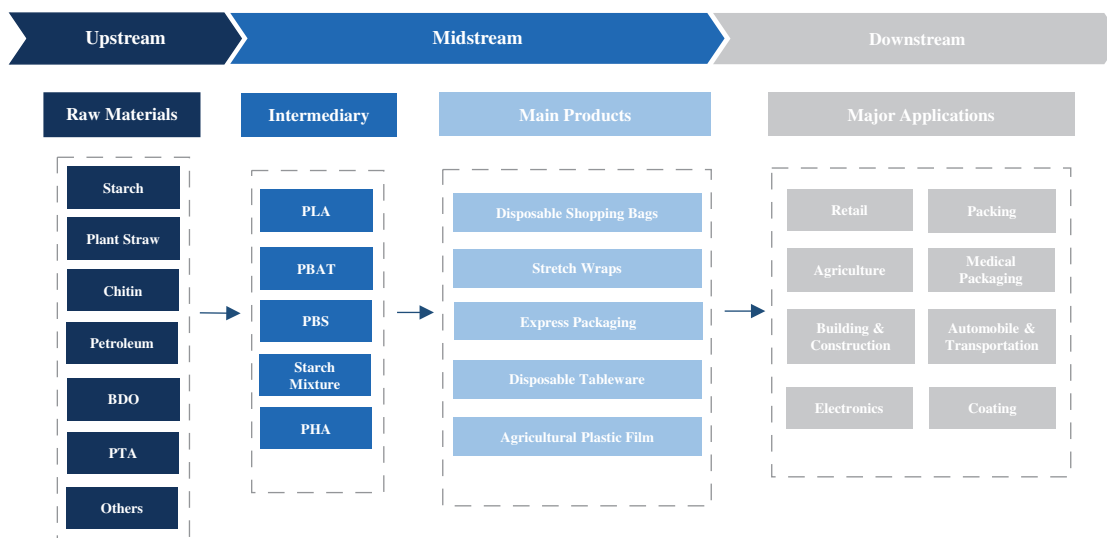 Upstream
Midstream
Downstream
Raw Materials
Intermediary
Main Products
Major Applications
Starch
Plant Straw
Chitin
Petroleum
BDO
PTA
Others
PLA
PBAT
PBS
Starch
Mixture
PHA
Disposable Shopping Bags
Stretch Wraps
Express Packaging
Disposable Tableware
Agricultural Plastic Film
Retail
Packing
Agriculture
Medical
Packaging
Building &
Construction
Automobile &
Transportation
Electronics
Coating